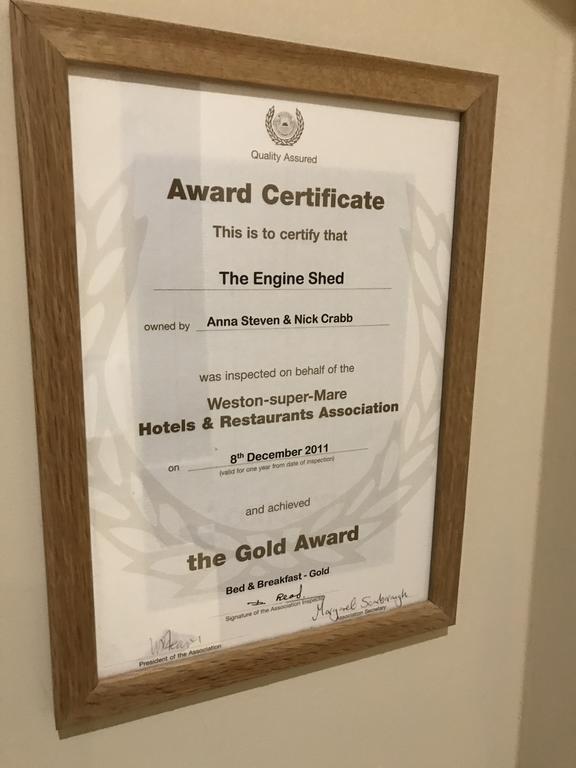 Quality Assured
Award Certificate
This is to certify that
The Engine Shed
owned by Anna Steven & Nick Crabb
was inspected on behalf of the
Weston-super-Mare
Hotels & Restaurants Association
on 8th December 2011
(valid for one year from date of inspection)
and achieved
the Gold Award
Bed & Breakfast - Gold
Read
Signature of the Association Inspector
Margaret
Association Secretary
President of the Association